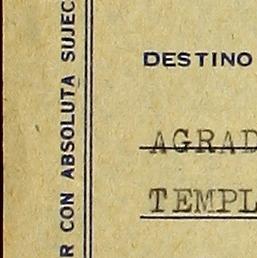 R CON ABSOLUTA SUJEC
DESTINO
AGRAD
TEMPL